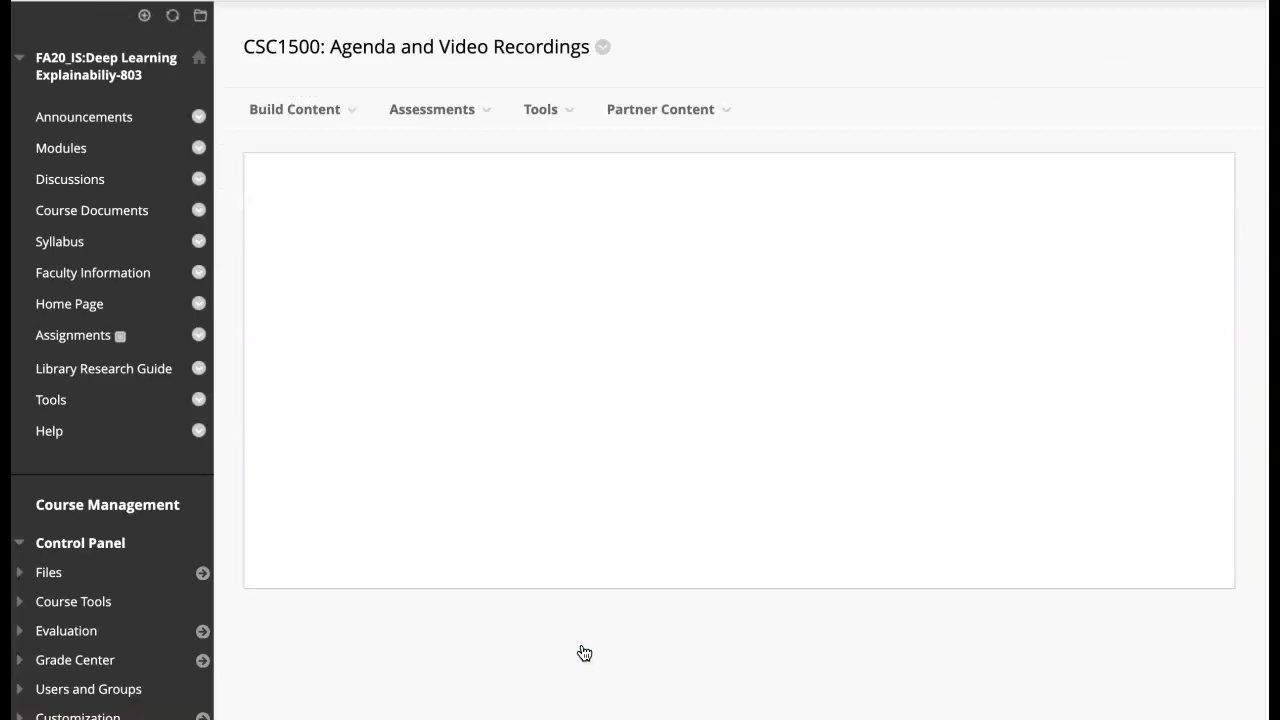 FA20_IS:Deep Learning
Explainabiliy-803
Announcements
Modules
Discussions
Course Documents
Syllabus
Faculty Information
Home Page
Assignments
Library Research Guide
Tools
Help
Course Management
Control Panel
Files
Course Tools
Evaluation
Grade Center
Users and Groups
Customization
CSC1500: Agenda and Video Recordings
Build Content Assessments Tools Partner Content